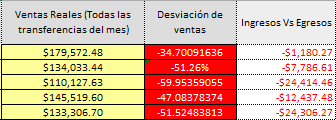 Ventas Reales (Todas las transferencias del mes) Desviación de ventas Ingresos Vs Egresos
$179,572.48 -34.70091636 -$1,180.27
$134,033.44 -51.26% -$7,786.61
$110,127.63 -59.95359055 -$24,414.46
$145,519.60 -47.08378374 -$12,437.48
$133,306.70 -51.52483813 -$24,306.27